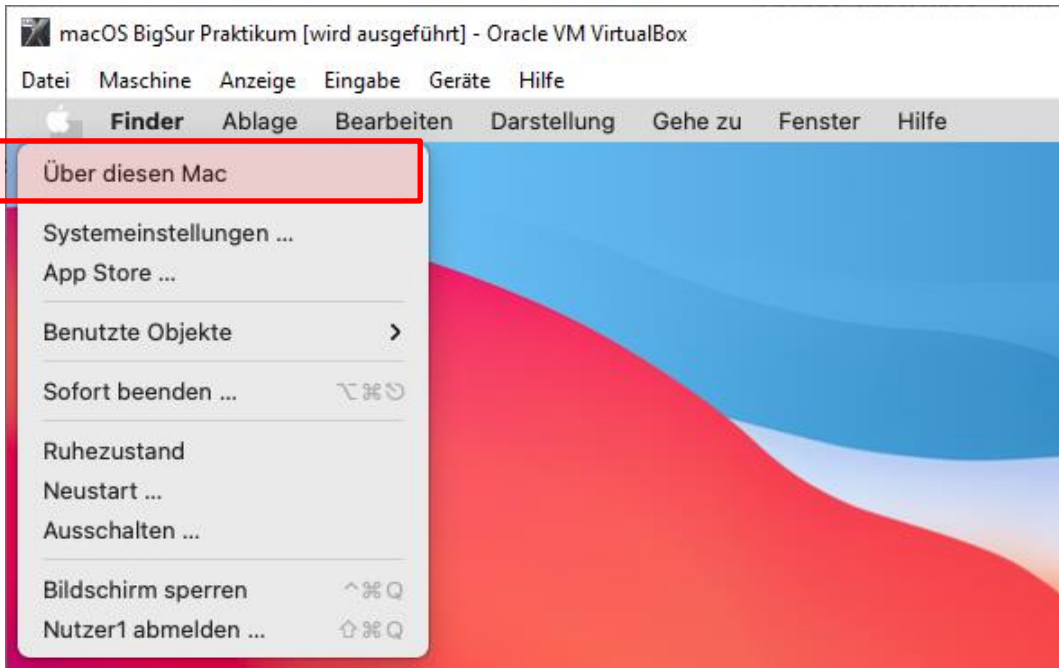 macOS BigSur Praktikum [wird ausgeführt] - Oracle VM VirtualBox
Datei Maschine Anzeige Eingabe Geräte Hilfe
Finder Ablage Bearbeiten Darstellung Gehe zu Fenster Hilfe
Über diesen Mac
Systemeinstellungen ...
App Store ...
Benutzte Objekte
Sofort beenden ... ⌥⌘⎋
Ruhezustand
Neustart ...
Ausschalten ...
Bildschirm sperren ^⌘Q
Nutzer1 abmelden ... ⇧⌘Q